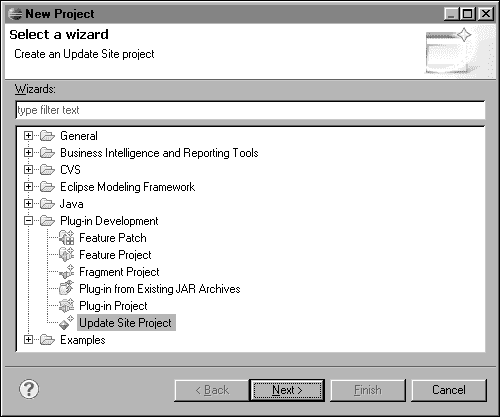 New Project
Select a wizard
Create an Update Site project
Wizards:
type filter text
General
Business Intelligence and Reporting Tools
CVS
Eclipse Modeling Framework
Java
Plug-in Development
Feature Patch
Feature Project
Fragment Project
Plug-in from Existing JAR Archives
Plug-in Project
Update Site Project
Examples
? < Back Next > Finish Cancel